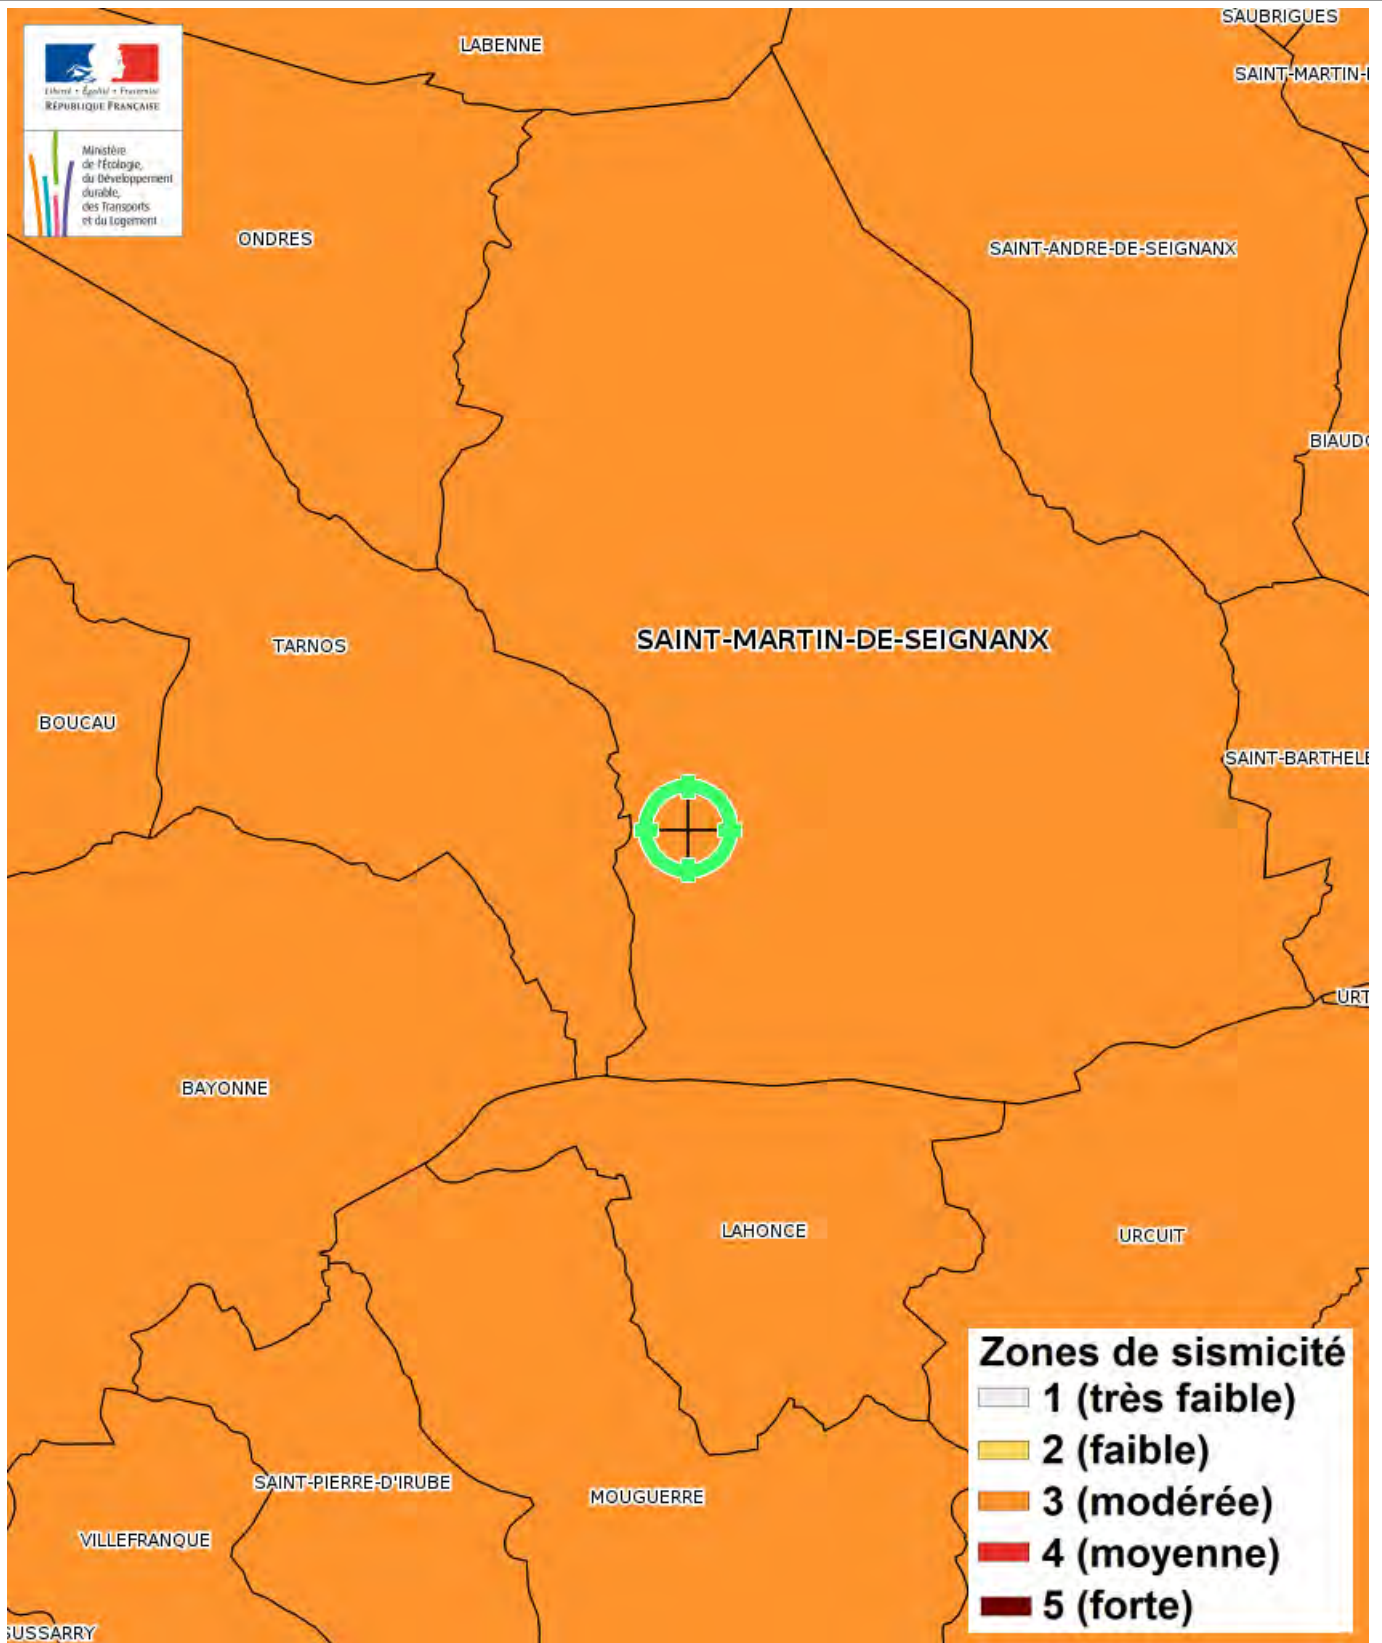 SAUBRIGUES
LABENNE
SAINT-MARTIN-
Liberté • Égalité • Fraternité
RÉPUBLIQUE FRANÇAISE
Ministère
de l'Écologie,
du Développement
durable,
des Transports
et du Logement
ONDRES
SAINT-ANDRE-DE-SEIGNANX
BIAUD
TARNOS
SAINT-MARTIN-DE-SEIGNANX
BOUCAU
SAINT-BARTHELE
URT
BAYONNE
LAHONCE
URCUIT
Zones de sismicité
1 (très faible)
2 (faible)
3 (modérée)
4 (moyenne)
5 (forte)
SAINT-PIERRE-D'IRUBE
MOUGUERRE
VILLEFRANQUE
SUSSARRY